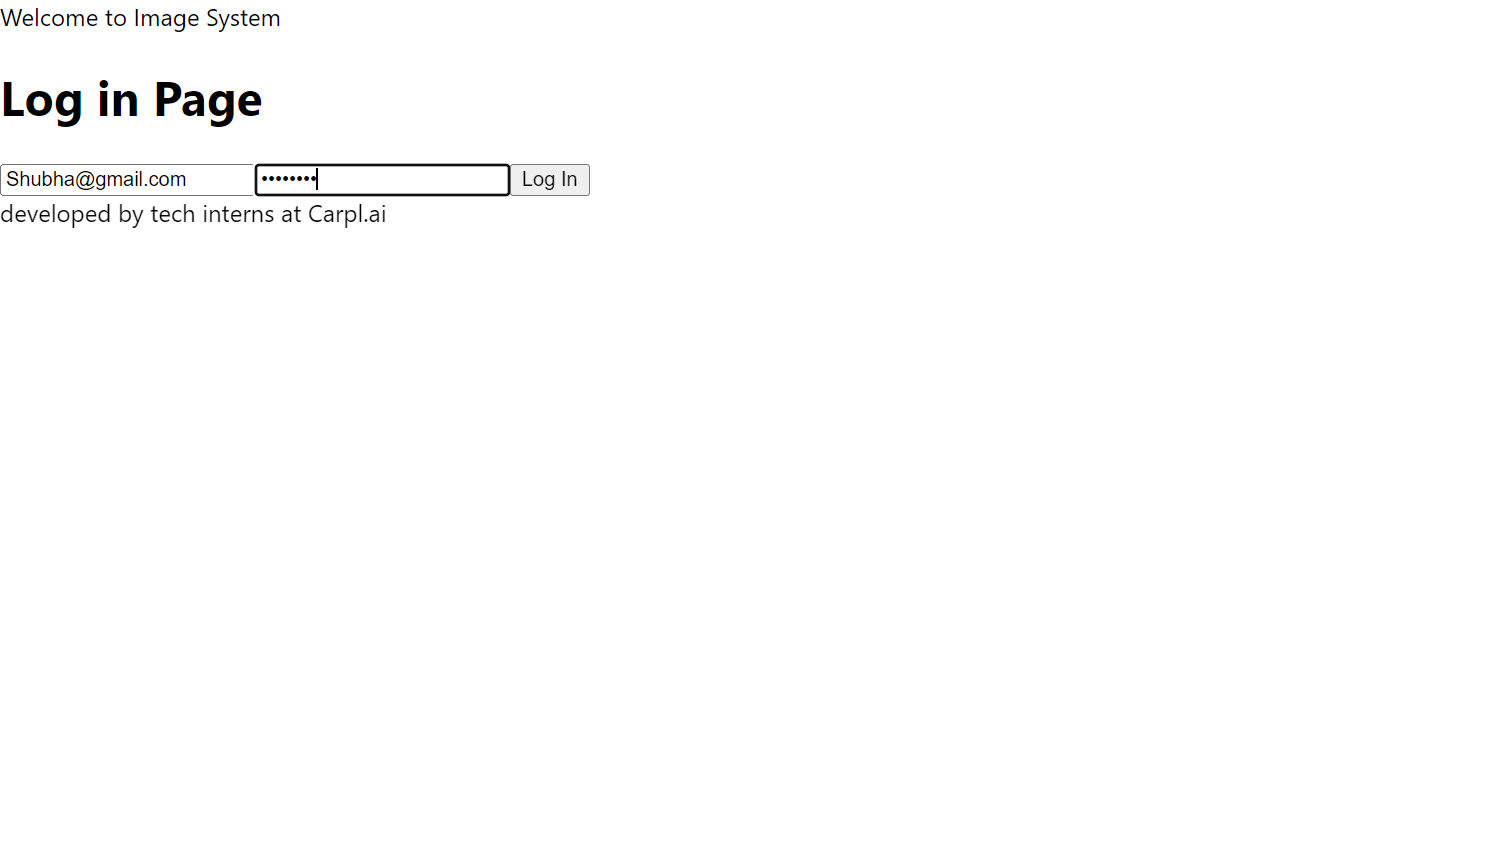 Welcome to Image System
Log in Page
Shubha@gmail.com •••••••• Log In
developed by tech interns at Carpl.ai